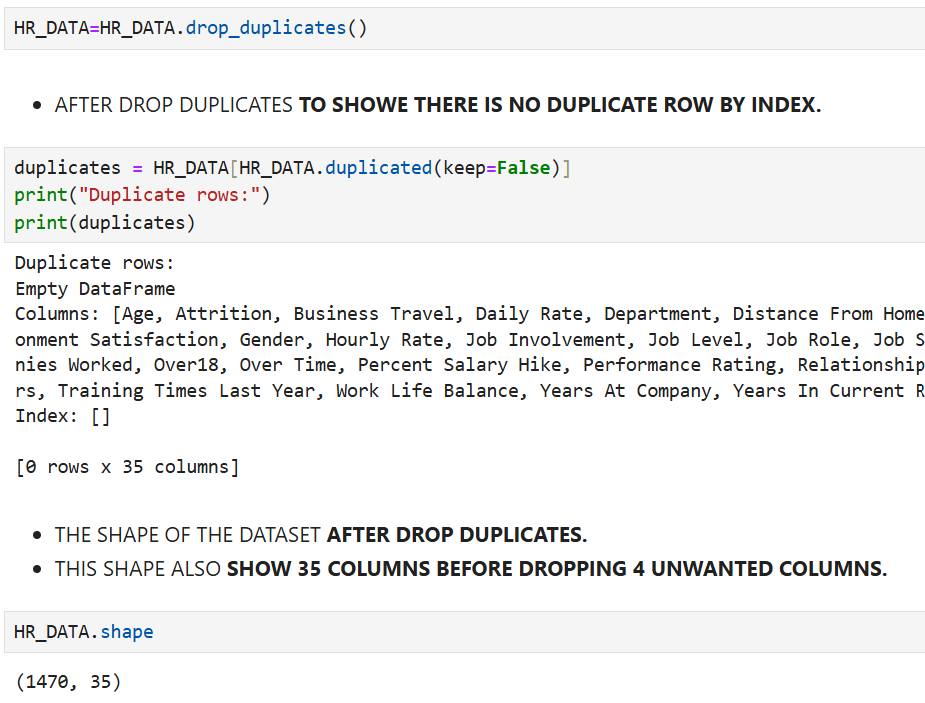 HR_DATA=HR_DATA.drop_duplicates()
AFTER DROP DUPLICATES TO SHOWE THERE IS NO DUPLICATE ROW BY INDEX.
duplicates = HR_DATA[HR_DATA.duplicated(keep=False)]
print("Duplicate rows:")
print(duplicates)
Duplicate rows:
Empty DataFrame
Columns: [Age, Attrition, Business Travel, Daily Rate, Department, Distance From Home
onment Satisfaction, Gender, Hourly Rate, Job Involvement, Job Level, Job Role, Job S
nies Worked, Over18, Over Time, Percent Salary Hike, Performance Rating, Relationship
rs, Training Times Last Year, Work Life Balance, Years At Company, Years In Current R
Index: []
[0 rows x 35 columns]
THE SHAPE OF THE DATASET AFTER DROP DUPLICATES.
THIS SHAPE ALSO SHOW 35 COLUMNS BEFORE DROPPING 4 UNWANTED COLUMNS.
HR_DATA.shape
(1470, 35)